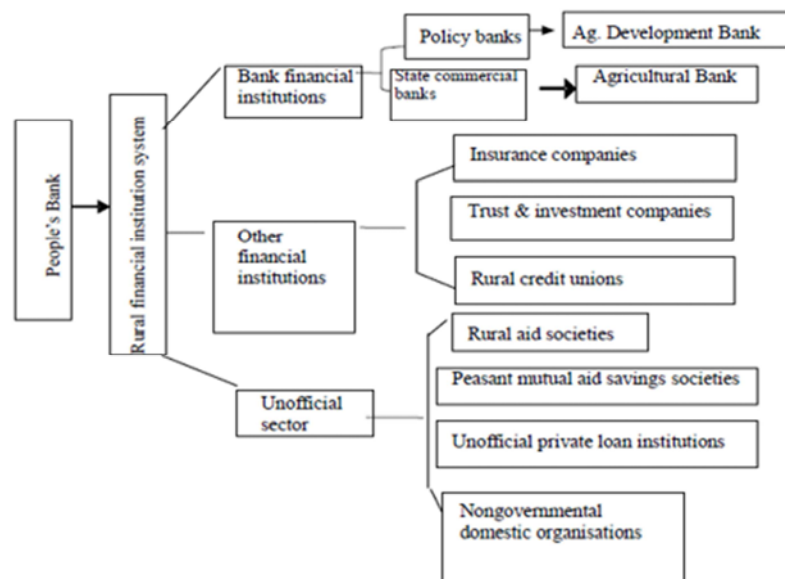 People's Bank
Rural financial institution system
Bank financial
institutions
Policy banks
Ag. Development Bank
State commercial
banks
Agricultural Bank
Other
financial
institutions
Insurance companies
Trust & investment companies
Rural credit unions
Unofficial
sector
Rural aid societies
Peasant mutual aid savings societies
Unofficial private loan institutions
Nongovernmental
domestic organisations